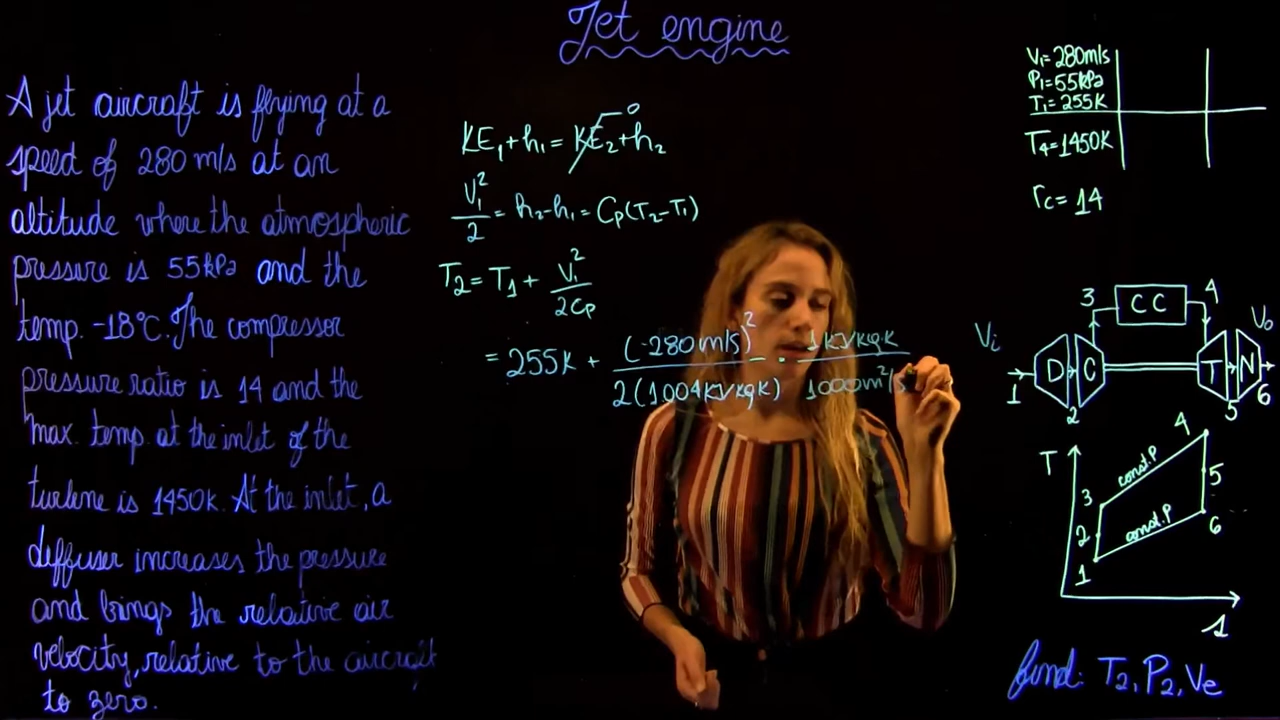 Jet engine
A jet aircraft is flying at a
speed of 280 m/s at an
altitude where the atmospheric
pressure is 55kPa and the
temp. -18°C. The compressor
pressure ratio is 14 and the
max. temp. at the inlet of the
turbine is 1450K. At the inlet, a
diffuser increases the pressure
and brings the relative air
velocity, relative to the aircraft
to zero.
KE₁+h₁ = KE₂+h₂
0
V₁²/2 = h₂-h₁ = Cp(T₂-T₁)
T₂ = T₁ + V₁²/2Cp
= 255K + (-280m/s)²/2(1.004KJ/kgK) · 1KJ/kgK/1000m²/s
V₁=280m/s
P₁=55kPa
T₁=255K
T₄=1450K
rc=14
3 CC 4
Vi Vo
D C T N
1 2 5 6
T
4
const. P
3 5
2 const. P
6
1
s
find: T₂, P₂, Ve